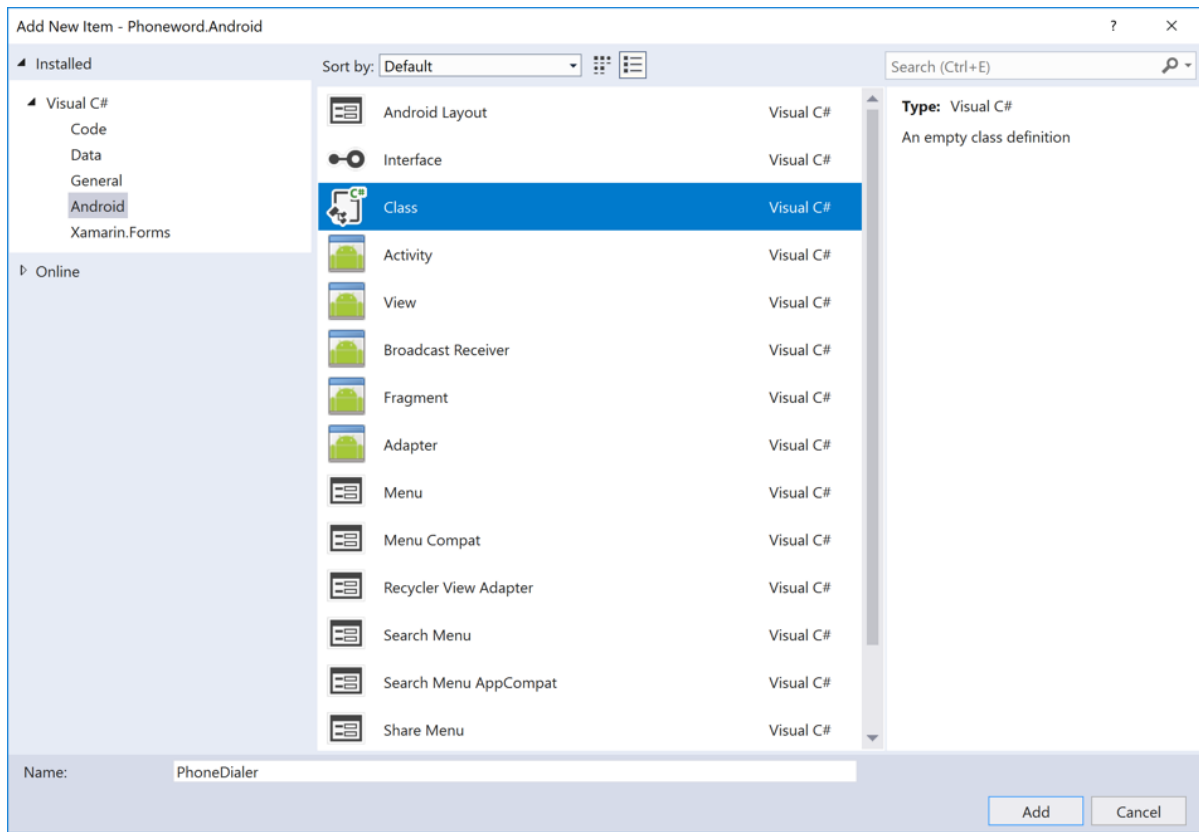 Add New Item - Phoneword.Android ? ×
Installed
Sort by: Default
Search (Ctrl+E)
Visual C#
Code
Data
General
Android
Xamarin.Forms
Online
Android Layout Visual C#
Interface Visual C#
C#
Class Visual C#
Activity Visual C#
View Visual C#
Broadcast Receiver Visual C#
Fragment Visual C#
Adapter Visual C#
Menu Visual C#
Menu Compat Visual C#
Recycler View Adapter Visual C#
Search Menu Visual C#
Search Menu AppCompat Visual C#
Share Menu Visual C#
Type: Visual C#
An empty class definition
Name: PhoneDialer
Add Cancel